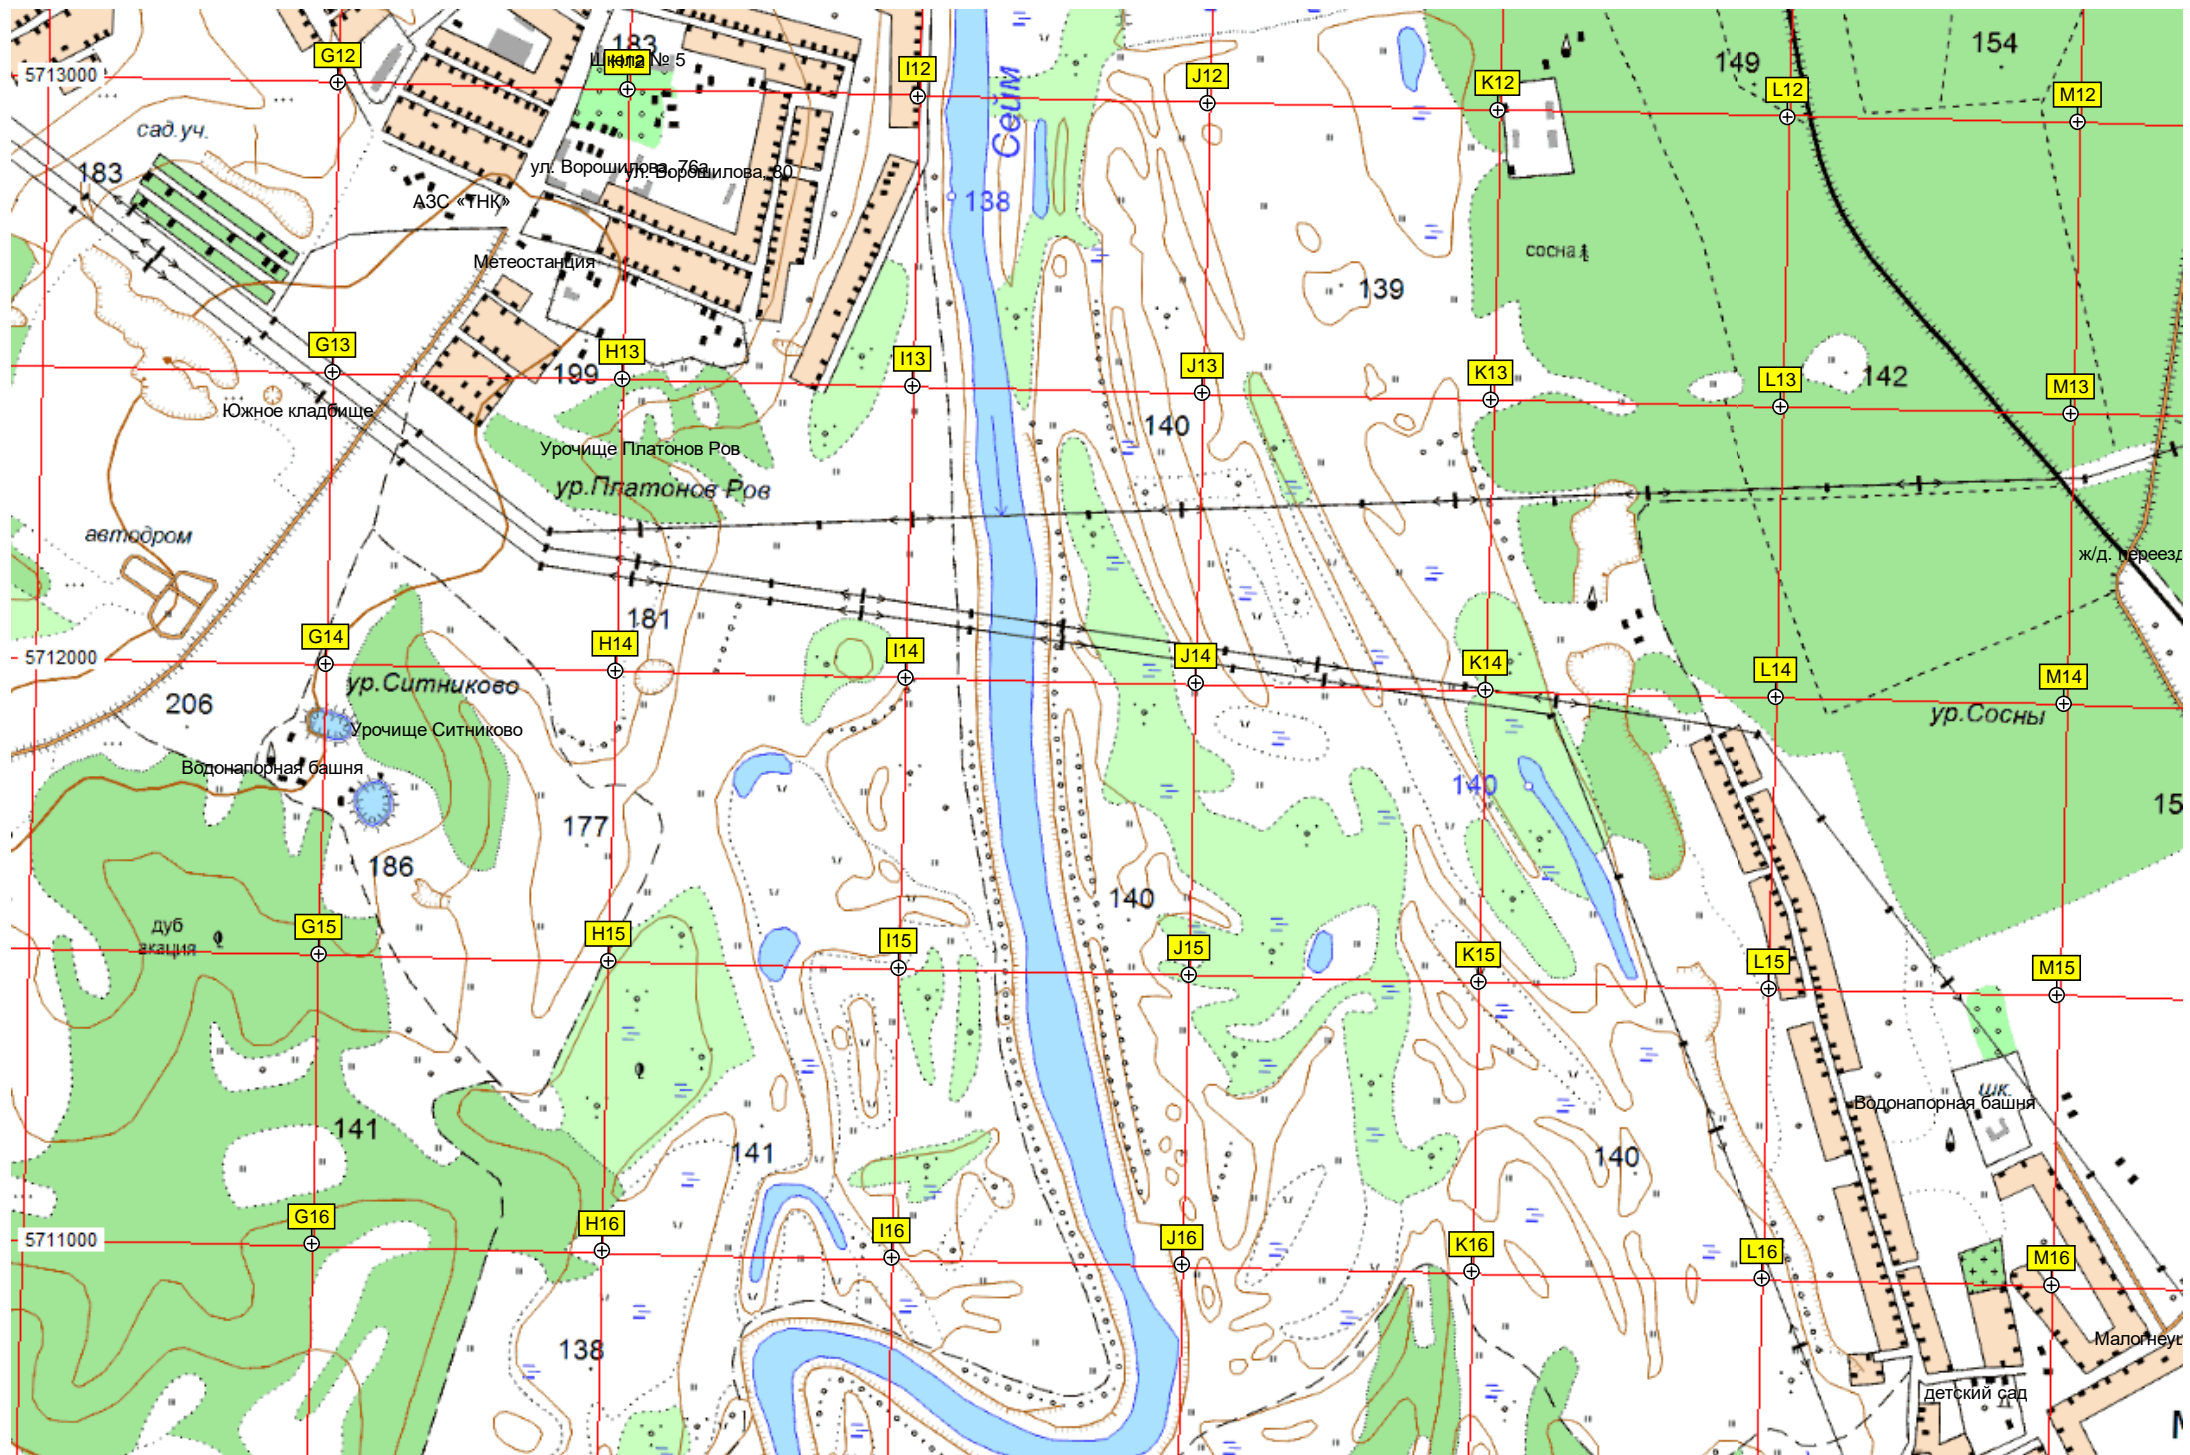 183
154
149
G12
Школа № 5
H12
I12
J12
K12
L12
M12
5713000
Сейм
сад.уч.
183
ул. Ворошилова, 76а
ул. Ворошилова, 80
АЗС «ТНК»
138
сосна
Метеостанция
139
G13
H13
I13
J13
K13
L13
M13
199
142
Южное кладбище
140
Урочище Платонов Ров
ур.Платонов Ров
автодром
ж/д. переезд
181
G14
H14
I14
J14
K14
L14
M14
5712000
ур.Ситниково
206
ур.Сосны
Урочище Ситниково
Водонапорная башня
140
15
177
186
140
дуб
акация
G15
H15
I15
J15
K15
L15
M15
шк.
Водонапорная башня
141
141
140
G16
H16
I16
J16
K16
L16
M16
5711000
138
Малогнеуш
детский сад